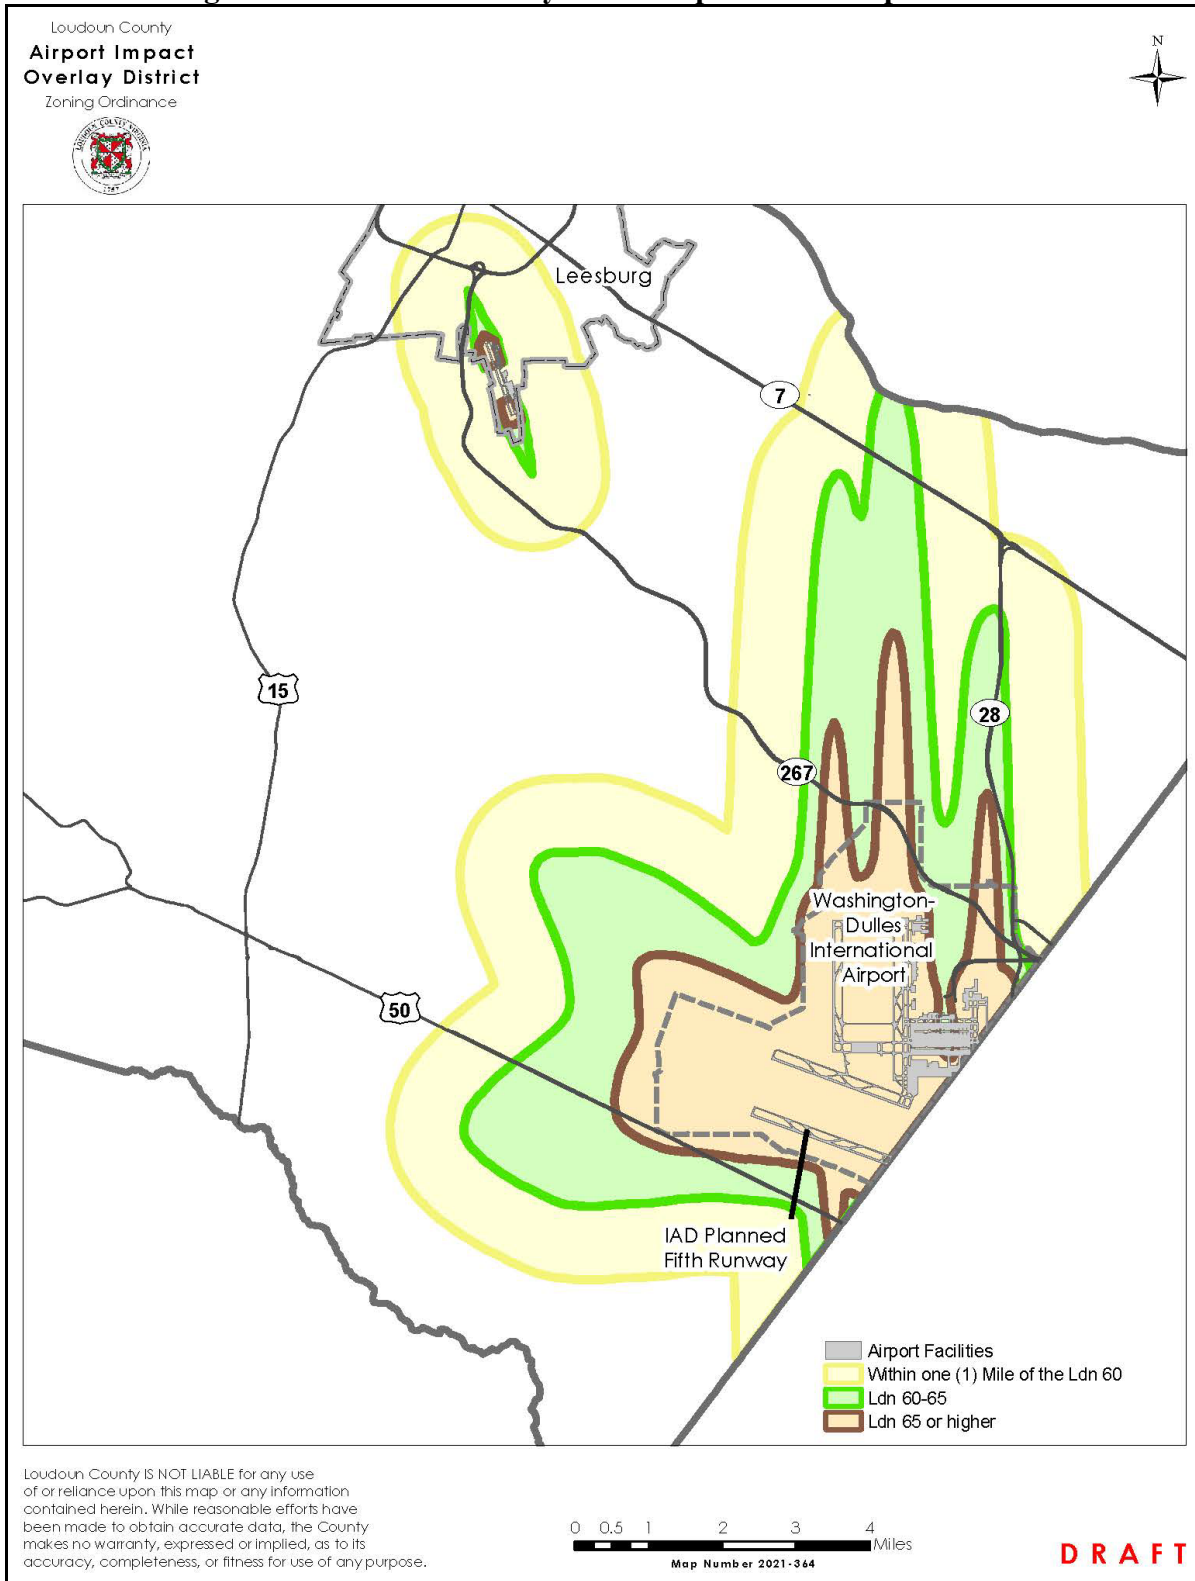 Loudoun County
Airport Impact
Overlay District
Zoning Ordinance
LOUDOUN COUNTY VIRGINIA
1757
N
Leesburg
7
15
28
267
Washington-
Dulles
International
Airport
50
IAD Planned
Fifth Runway
Airport Facilities
Within one (1) Mile of the Ldn 60
Ldn 60-65
Ldn 65 or higher
Loudoun County IS NOT LIABLE for any use
of or reliance upon this map or any information
contained herein. While reasonable efforts have
been made to obtain accurate data, the County
makes no warranty, expressed or implied, as to its
accuracy, completeness, or fitness for use of any purpose.
0 0.5 1 2 3 4
Miles
Map Number 2021-364
DRAFT